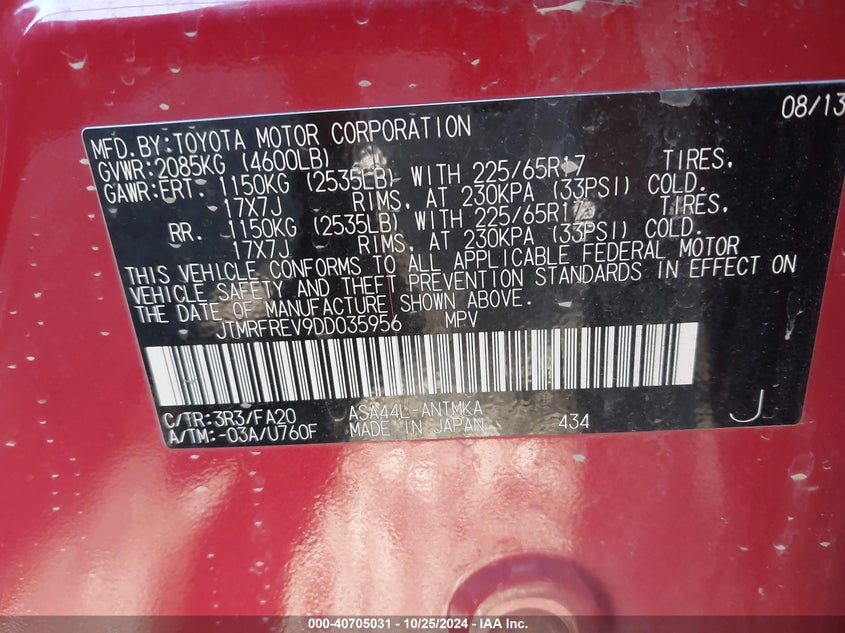 08/13
MFD.BY:TOYOTA MOTOR CORPORATION
GVWR:2085KG (4600LB)
GAWR:FRT. 1150KG (2535LB) WITH 225/65R17 TIRES,
17X7J RIMS, AT 230KPA (33PSI) COLD.
RR. 1150KG (2535LB) WITH 225/65R17 TIRES,
17X7J RIMS, AT 230KPA (33PSI) COLD.
THIS VEHICLE CONFORMS TO ALL APPLICABLE FEDERAL MOTOR
VEHICLE SAFETY AND THEFT PREVENTION STANDARDS IN EFFECT ON
THE DATE OF MANUFACTURE SHOWN ABOVE.
JTMRFREV9DD035956 MPV
C/TR:3R3/FA20 ASA44L-ANTMKA
A/TM:-03A/U760F MADE IN JAPAN 434 J
000-40705031 - 10/25/2024 - IAA Inc.